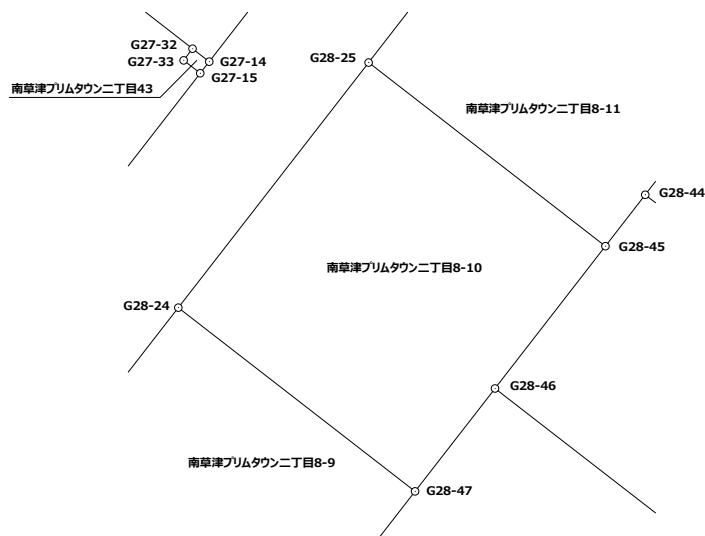 G27-32
G27-33
G27-14
G27-15
南草津プリムタウン二丁目43
G28-25
南草津プリムタウン二丁目8-11
G28-44
G28-45
南草津プリムタウン二丁目8-10
G28-24
G28-46
南草津プリムタウン二丁目8-9
G28-47